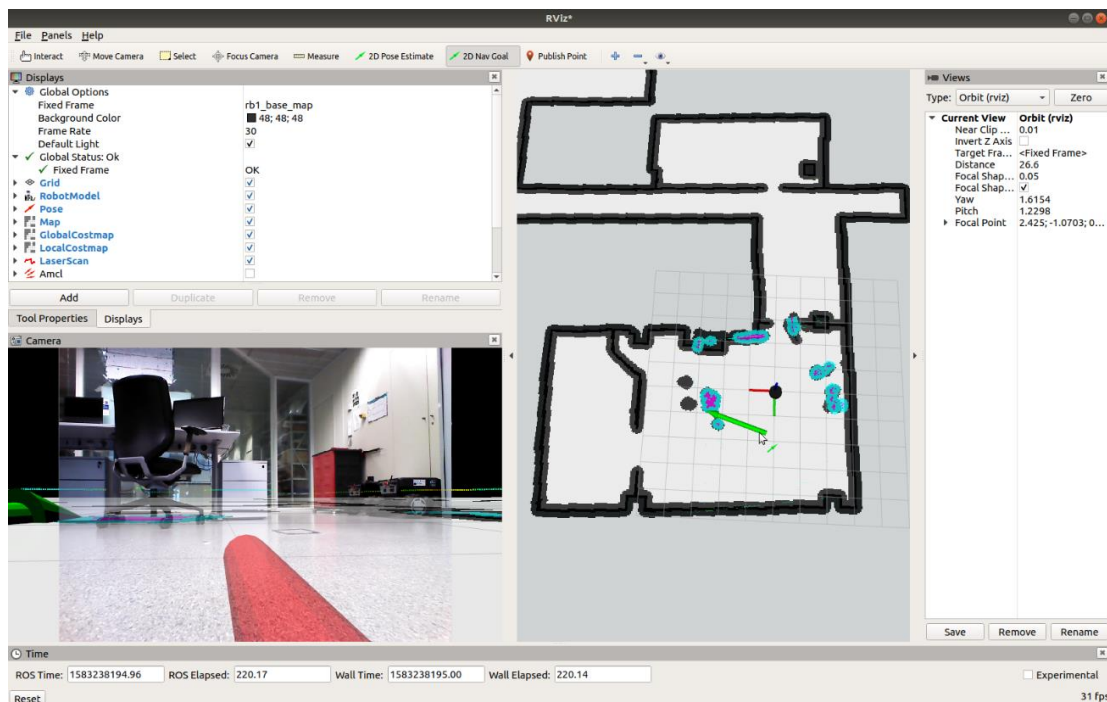 RViz*
File Panels Help
Interact Move Camera Select Focus Camera Measure 2D Pose Estimate 2D Nav Goal Publish Point
Displays
Global Options
Fixed Frame rb1_base_map
Background Color 48; 48; 48
Frame Rate 30
Default Light
Global Status: Ok
Fixed Frame OK
Grid
RobotModel
Pose
Map
GlobalCostmap
LocalCostmap
LaserScan
Amcl
Add Duplicate Remove Rename
Tool Properties Displays
Camera
Views
Type: Orbit (rviz) Zero
Current View Orbit (rviz)
Near Clip ... 0.01
Invert Z Axis
Target Fra... <Fixed Frame>
Distance 26.6
Focal Shap... 0.05
Focal Shap...
Yaw 1.6154
Pitch 1.2298
Focal Point 2.425; -1.0703; 0...
Save Remove Rename
Time
ROS Time: 1583238194.96 ROS Elapsed: 220.17 Wall Time: 1583238195.00 Wall Elapsed: 220.14 Experimental
Reset 31 fps